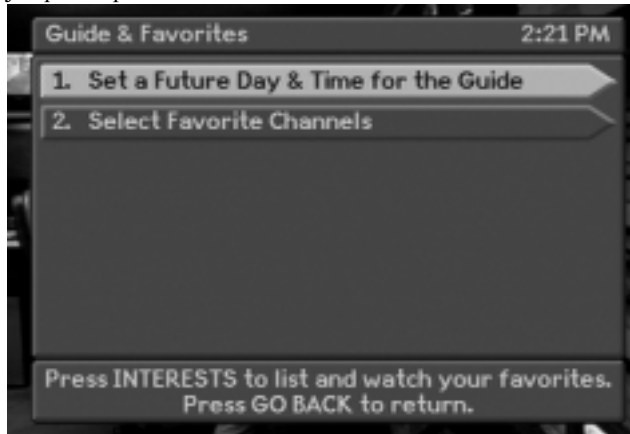 Guide & Favorites 2:21 PM
1. Set a Future Day & Time for the Guide
2. Select Favorite Channels
Press INTERESTS to list and watch your favorites.
Press GO BACK to return.